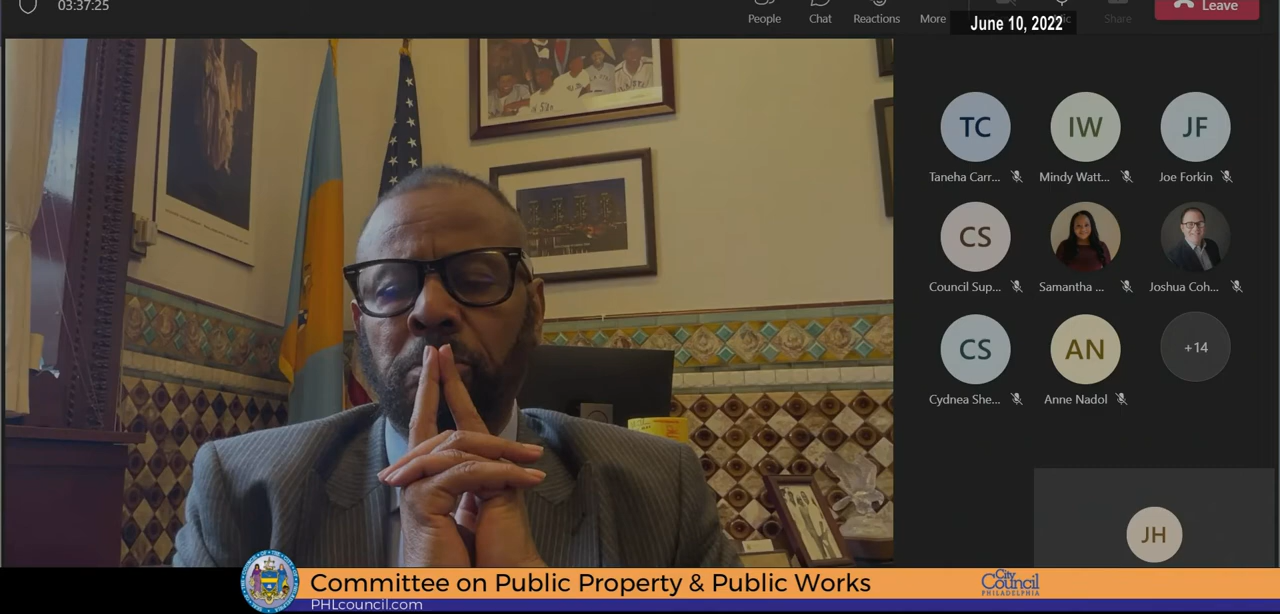 03:37:25
People
Chat
Reactions
More
Share
Leave
June 10, 2022
TC
IW
JF
Taneha Carr...
Mindy Watt...
Joe Forkin
CS
Council Sup...
Samantha ...
Joshua Coh...
CS
AN
+14
Cydnea She...
Anne Nadol
JH
Committee on Public Property & Public Works
City
Council
PHILADELPHIA
PHLcouncil.com